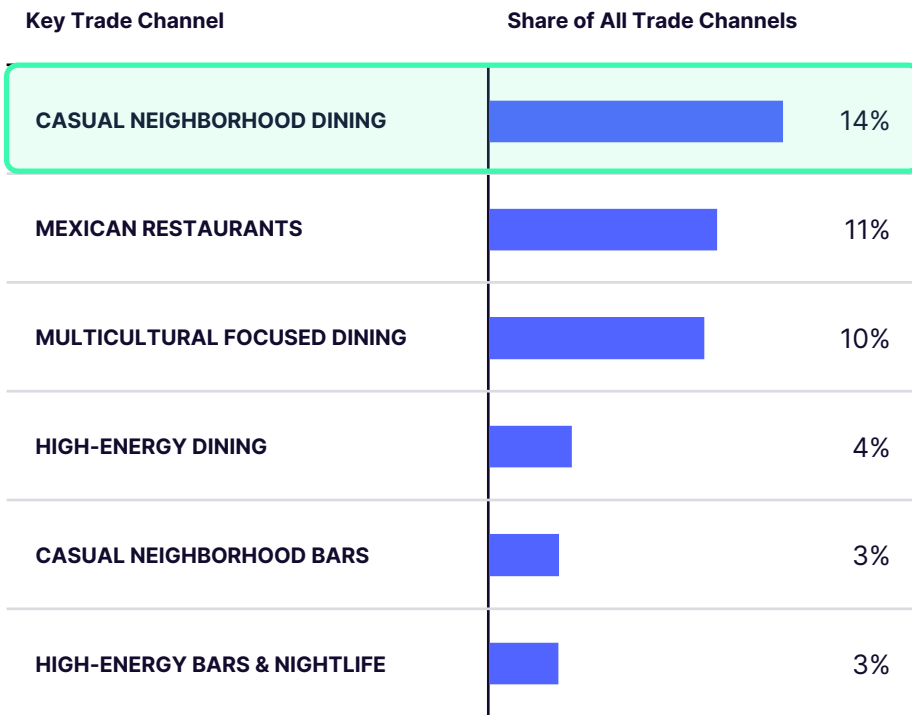 Key Trade Channel Share of All Trade Channels
CASUAL NEIGHBORHOOD DINING 14%
MEXICAN RESTAURANTS 11%
MULTICULTURAL FOCUSED DINING 10%
HIGH-ENERGY DINING 4%
CASUAL NEIGHBORHOOD BARS 3%
HIGH-ENERGY BARS & NIGHTLIFE 3%